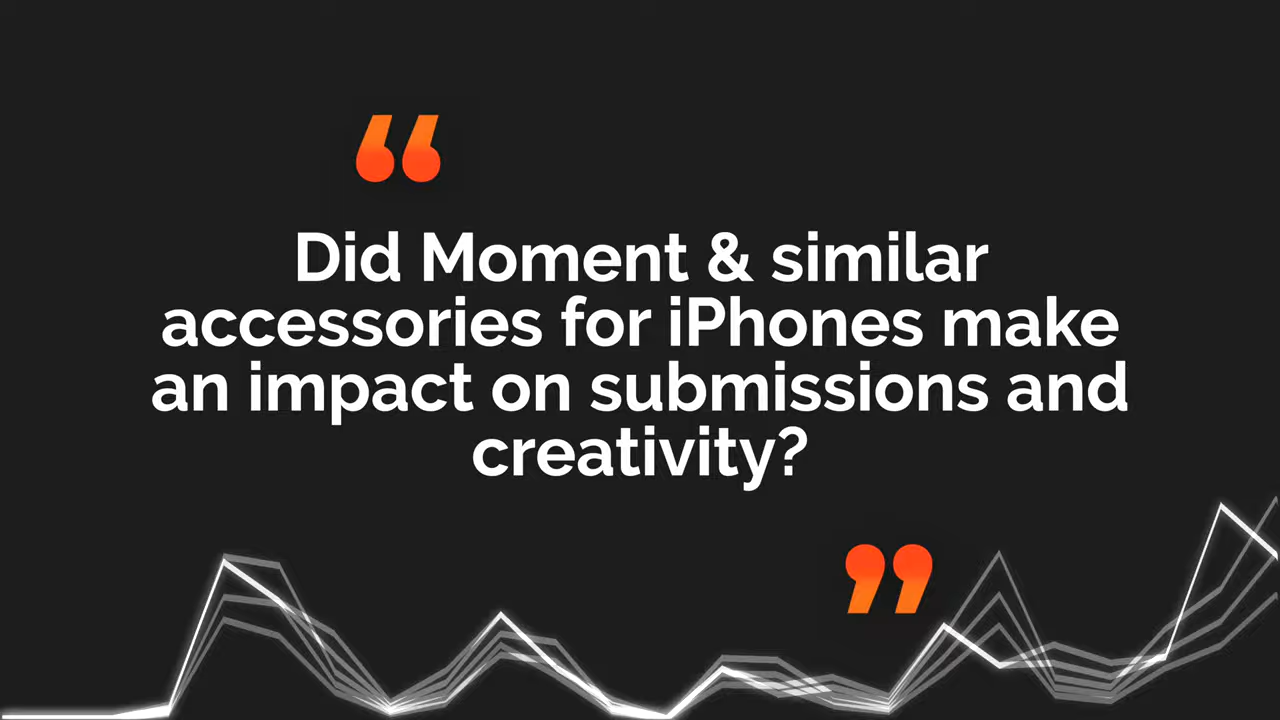 “
Did Moment & similar
accessories for iPhones make
an impact on submissions and
creativity?
”